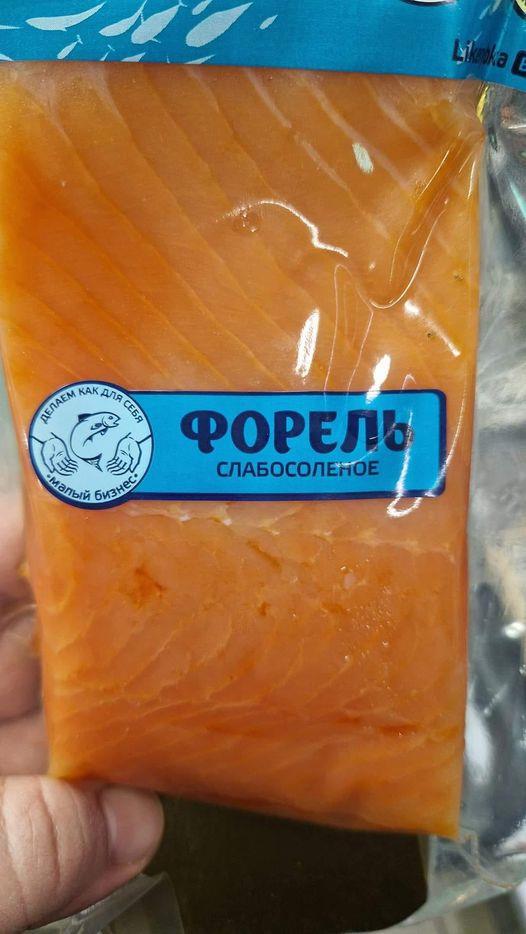 ДЕЛАЕМ КАК ДЛЯ СЕБЯ
•малый бизнес•
ФОРЕЛЬ
СЛАБОСОЛЕНОЕ